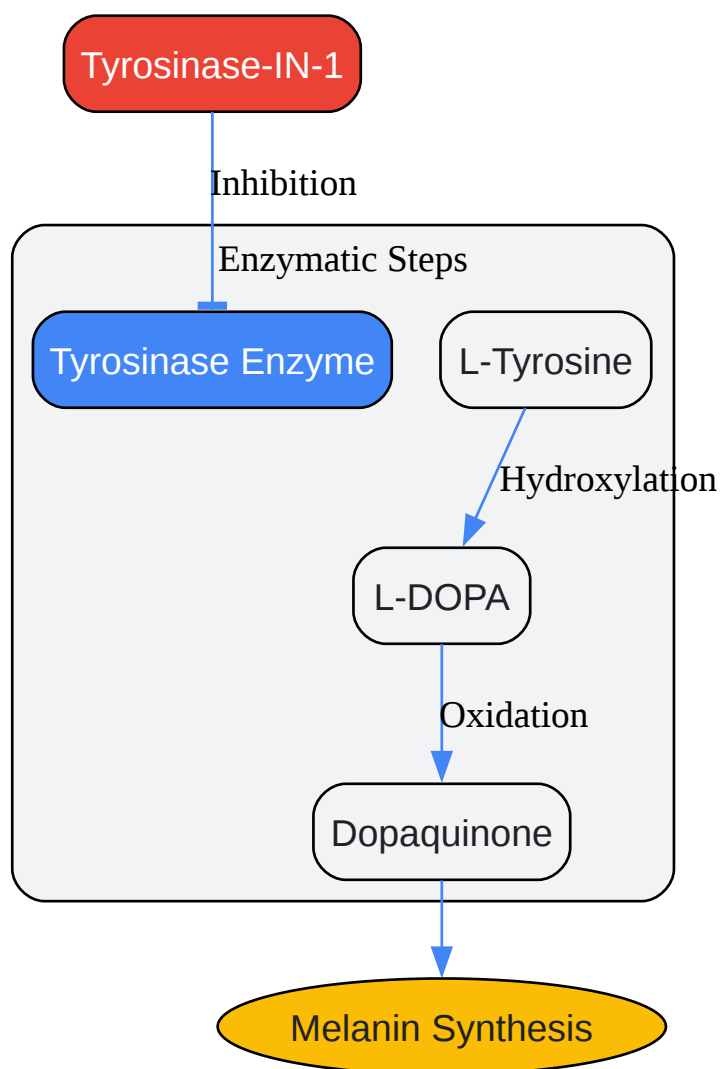 Tyrosinase-IN-1
Inhibition
Enzymatic Steps
Tyrosinase Enzyme
L-Tyrosine
Hydroxylation
L-DOPA
Oxidation
Dopaquinone
Melanin Synthesis